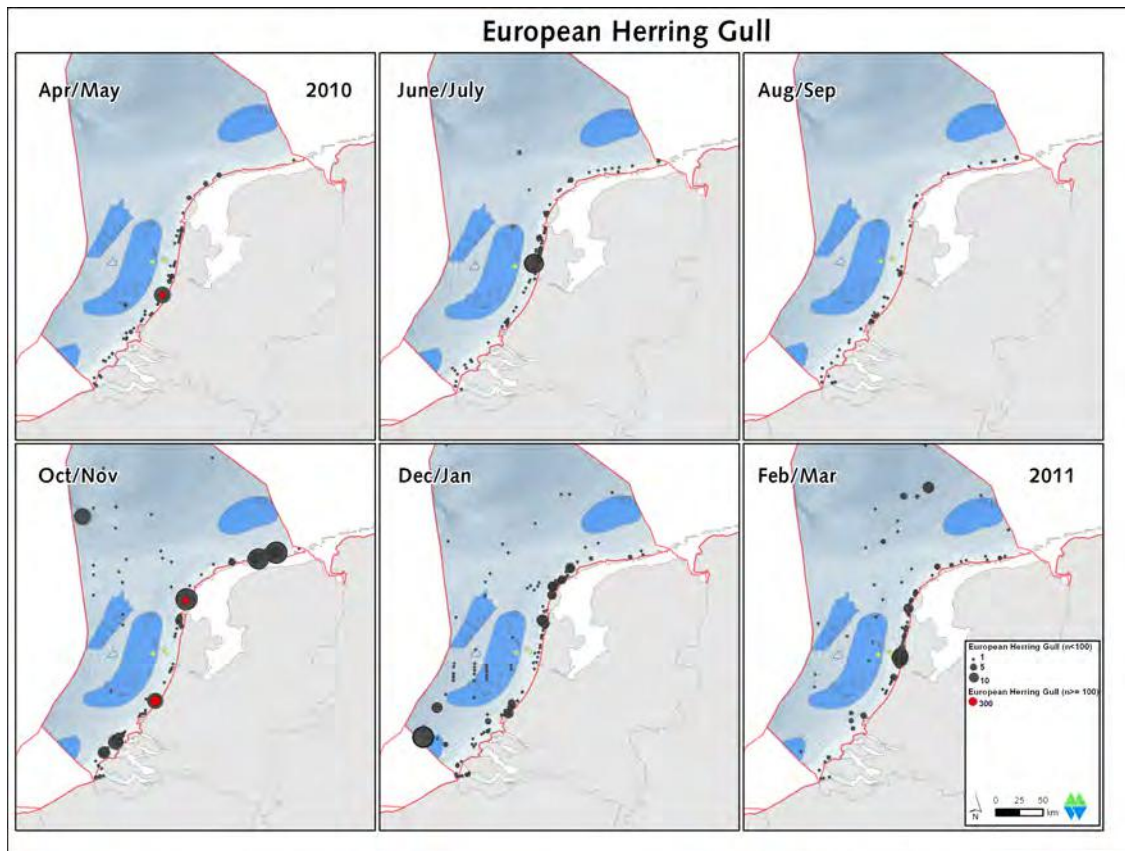 European Herring Gull
Apr/May 2010
June/July
Aug/Sep
Oct/Nov
Dec/Jan
Feb/Mar 2011
European Herring Gull (n<100)
1
5
10
European Herring Gull (n>= 100)
300
N
0 25 50
km